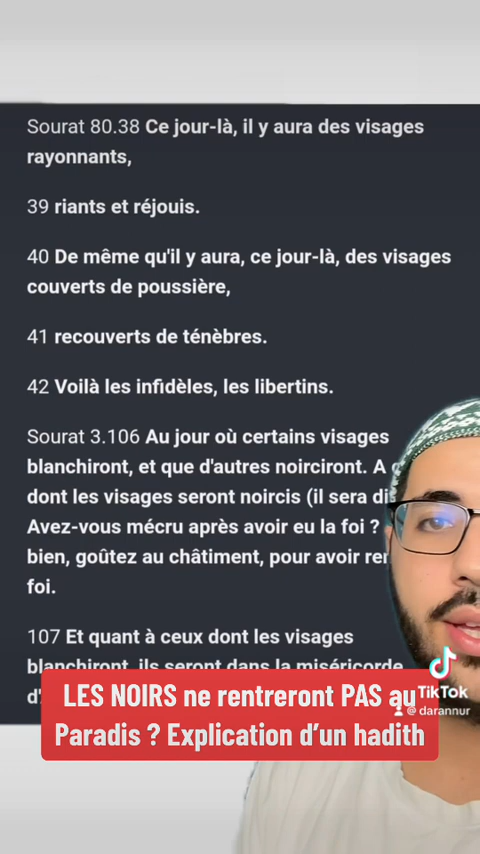 Sourat 80.38 Ce jour-là, il y aura des visages
rayonnants,
39 riants et réjouis.
40 De même qu'il y aura, ce jour-là, des visages
couverts de poussière,
41 recouverts de ténèbres.
42 Voilà les infidèles, les libertins.
Sourat 3.106 Au jour où certains visages
blanchiront, et que d'autres noirciront. A
dont les visages seront noircis (il sera
Avez-vous mécru après avoir eu la foi ?
bien, goûtez au châtiment, pour avoir
foi.
107 Et quant à ceux dont les visages
blanchiront, ils seront dans la miséricorde
LES NOIRS ne rentreront PAS au
Paradis ? Explication d'un hadith
TikTok
@ darannur